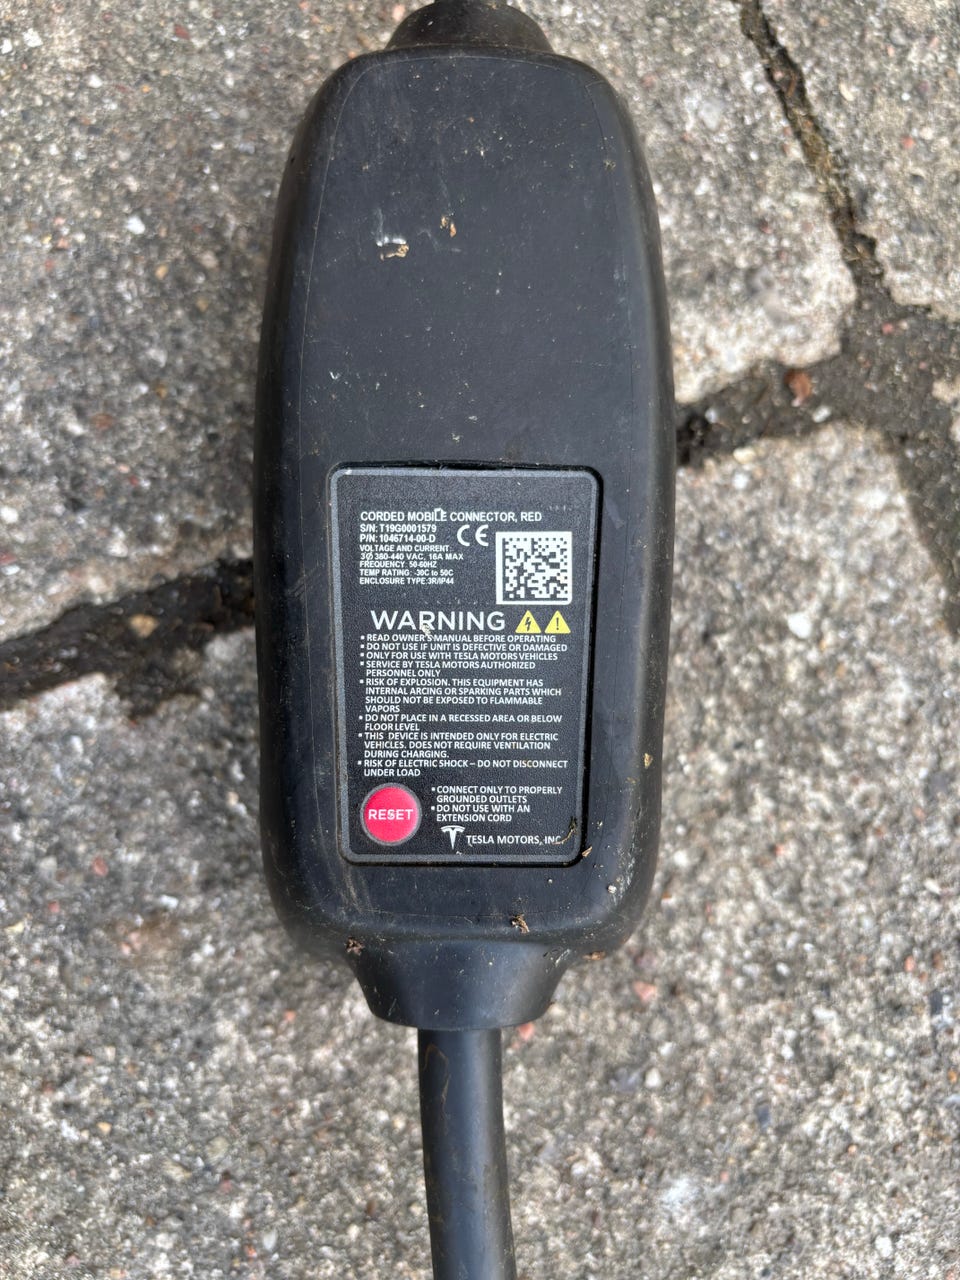 CORDED MOBILE CONNECTOR, RED
S/N: T19G0001579
P/N: 1046714-00-D
CE
VOLTAGE AND CURRENT:
3Ø 380-440 VAC, 16A MAX
FREQUENCY: 50-60HZ
TEMP RATING: -30C to 50C
ENCLOSURE TYPE:3R/IP44
WARNING
• READ OWNER'S MANUAL BEFORE OPERATING
• DO NOT USE IF UNIT IS DEFECTIVE OR DAMAGED
• ONLY FOR USE WITH TESLA MOTORS VEHICLES
• SERVICE BY TESLA MOTORS AUTHORIZED
PERSONNEL ONLY
• RISK OF EXPLOSION. THIS EQUIPMENT HAS
INTERNAL ARCING OR SPARKING PARTS WHICH
SHOULD NOT BE EXPOSED TO FLAMMABLE
VAPORS
• DO NOT PLACE IN A RECESSED AREA OR BELOW
FLOOR LEVEL
• THIS DEVICE IS INTENDED ONLY FOR ELECTRIC
VEHICLES. DOES NOT REQUIRE VENTILATION
DURING CHARGING.
• RISK OF ELECTRIC SHOCK – DO NOT DISCONNECT
UNDER LOAD
RESET
• CONNECT ONLY TO PROPERLY
GROUNDED OUTLETS
• DO NOT USE WITH AN
EXTENSION CORD
TESLA MOTORS, INC.